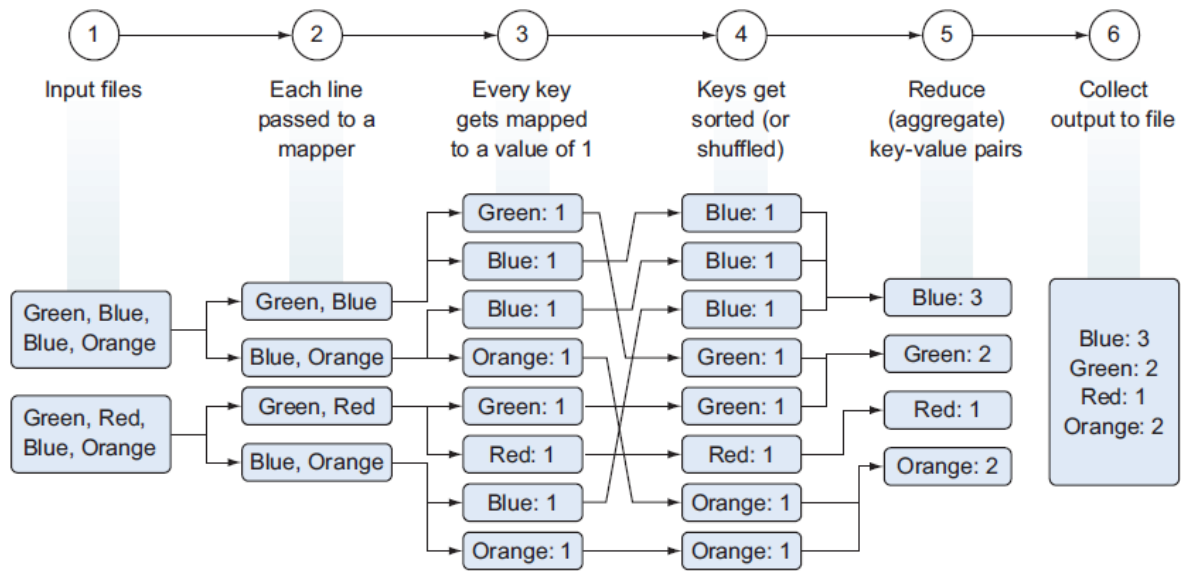 1
2
3
4
5
6
Input files
Each line
passed to a
mapper
Every key
gets mapped
to a value of 1
Keys get
sorted (or
shuffled)
Reduce
(aggregate)
key-value pairs
Collect
output to file
Green, Blue,
Blue, Orange
Green, Red,
Blue, Orange
Green, Blue
Blue, Orange
Green, Red
Blue, Orange
Green: 1
Blue: 1
Blue: 1
Orange: 1
Green: 1
Red: 1
Blue: 1
Orange: 1
Blue: 1
Blue: 1
Blue: 1
Green: 1
Green: 1
Red: 1
Orange: 1
Orange: 1
Blue: 3
Green: 2
Red: 1
Orange: 2
Blue: 3
Green: 2
Red: 1
Orange: 2